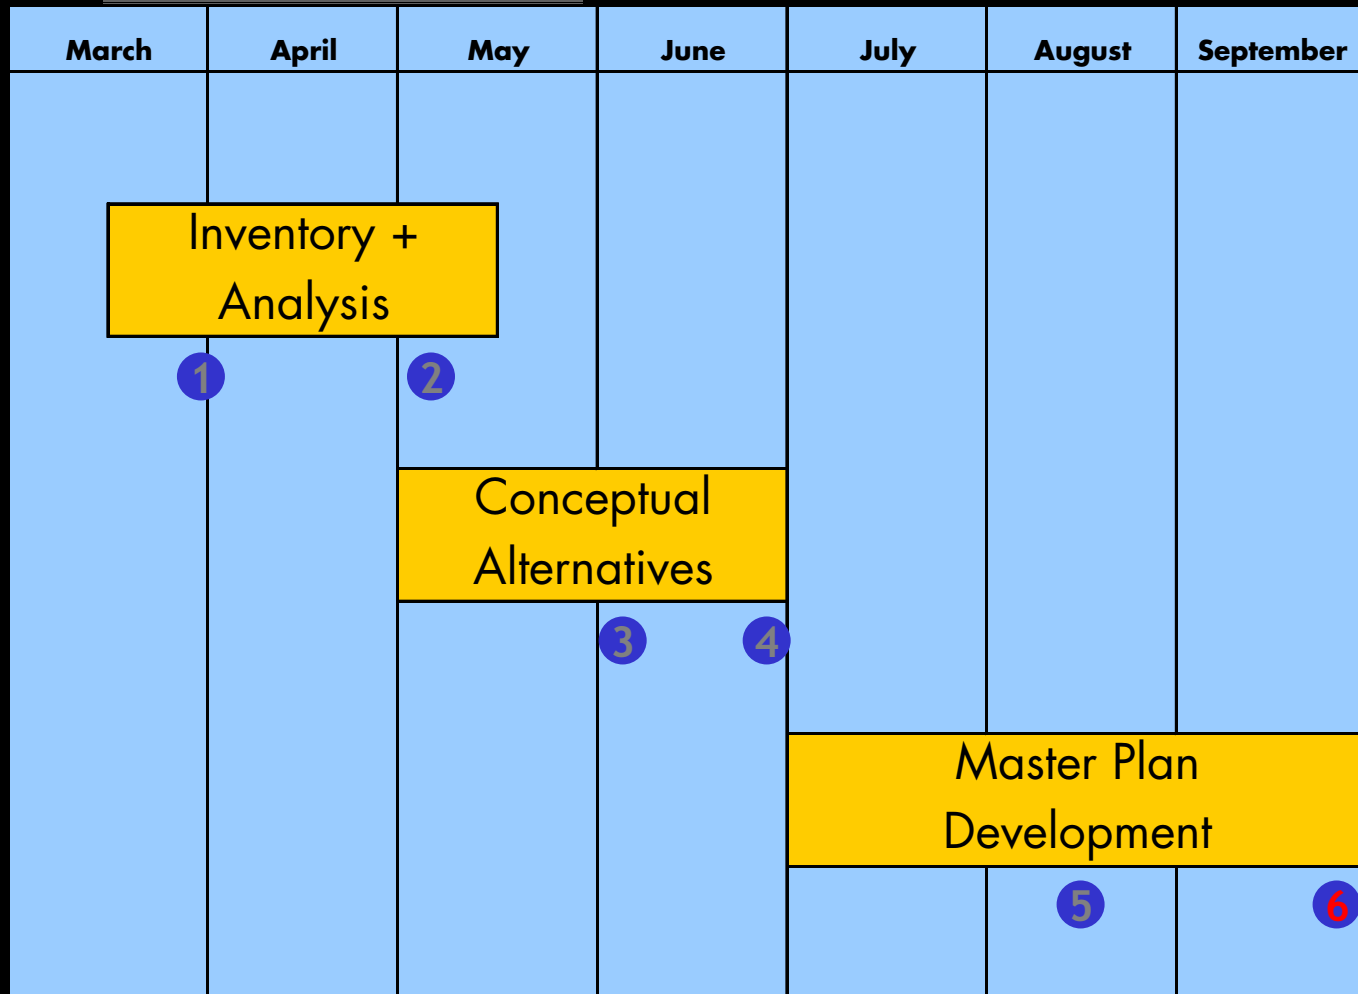 March April May June July August September
Inventory +
Analysis
1 2
Conceptual
Alternatives
3 4
Master Plan
Development
5 6